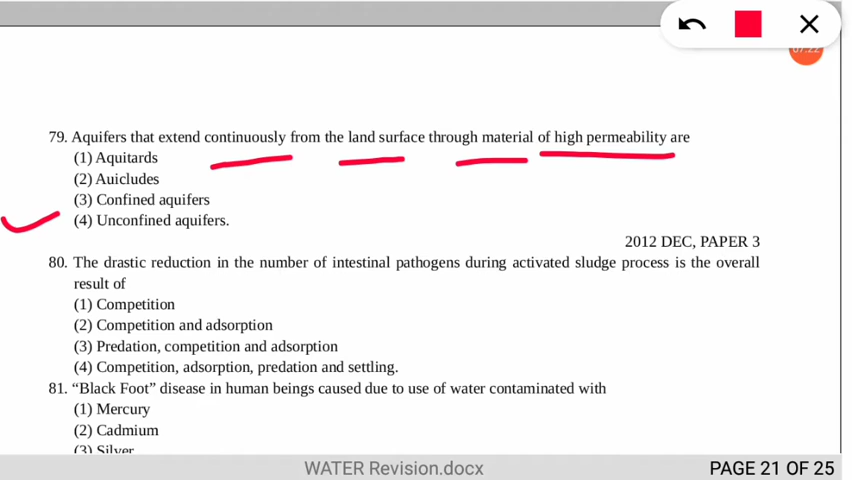 07:22
79. Aquifers that extend continuously from the land surface through material of high permeability are
(1) Aquitards
(2) Auicludes
(3) Confined aquifers
(4) Unconfined aquifers.
2012 DEC, PAPER 3
80. The drastic reduction in the number of intestinal pathogens during activated sludge process is the overall
result of
(1) Competition
(2) Competition and adsorption
(3) Predation, competition and adsorption
(4) Competition, adsorption, predation and settling.
81. “Black Foot” disease in human beings caused due to use of water contaminated with
(1) Mercury
(2) Cadmium
(3) Silver
WATER Revision.docx
PAGE 21 OF 25